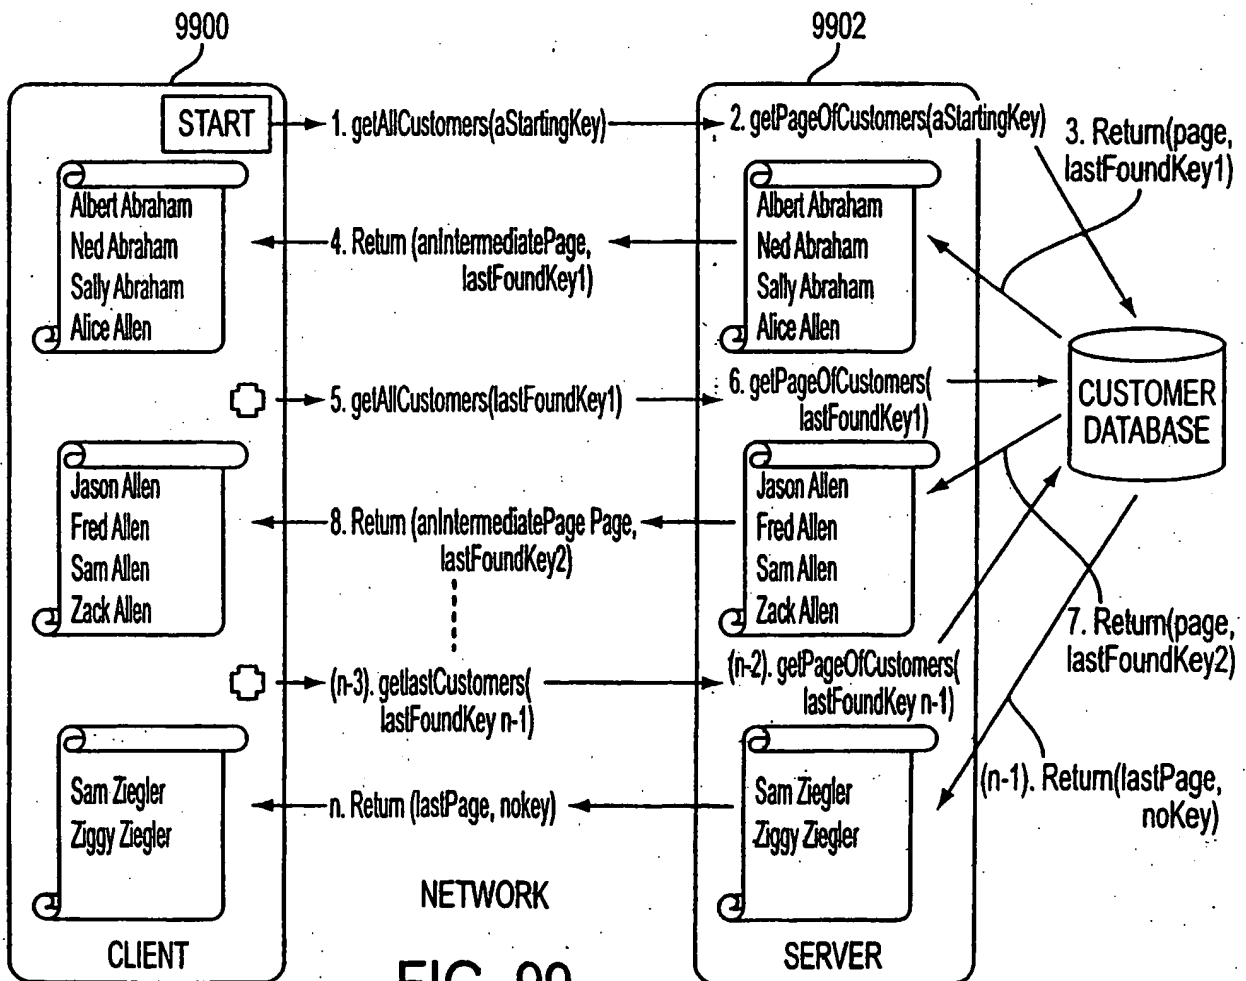 9900
9902
START
1. getAllCustomers(aStartingKey)
2. getPageOfCustomers(aStartingKey)
3. Return(page,
lastFoundKey1)
Albert Abraham
Ned Abraham
Sally Abraham
Alice Allen
4. Return (anIntermediatePage,
lastFoundKey1)
Albert Abraham
Ned Abraham
Sally Abraham
Alice Allen
5. getAllCustomers(lastFoundKey1)
6. getPageOfCustomers(
lastFoundKey1)
CUSTOMER
DATABASE
Jason Allen
Fred Allen
Sam Allen
Zack Allen
8. Return (anIntermediatePage Page,
lastFoundKey2)
Jason Allen
Fred Allen
Sam Allen
Zack Allen
7. Return(page,
lastFoundKey2)
(n-3). getlastCustomers(
lastFoundKey n-1)
(n-2). getPageOfCustomers(
lastFoundKey n-1)
(n-1). Return(lastPage,
noKey)
Sam Ziegler
Ziggy Ziegler
n. Return (lastPage, nokey)
Sam Ziegler
Ziggy Ziegler
NETWORK
CLIENT
SERVER
FIG. 99